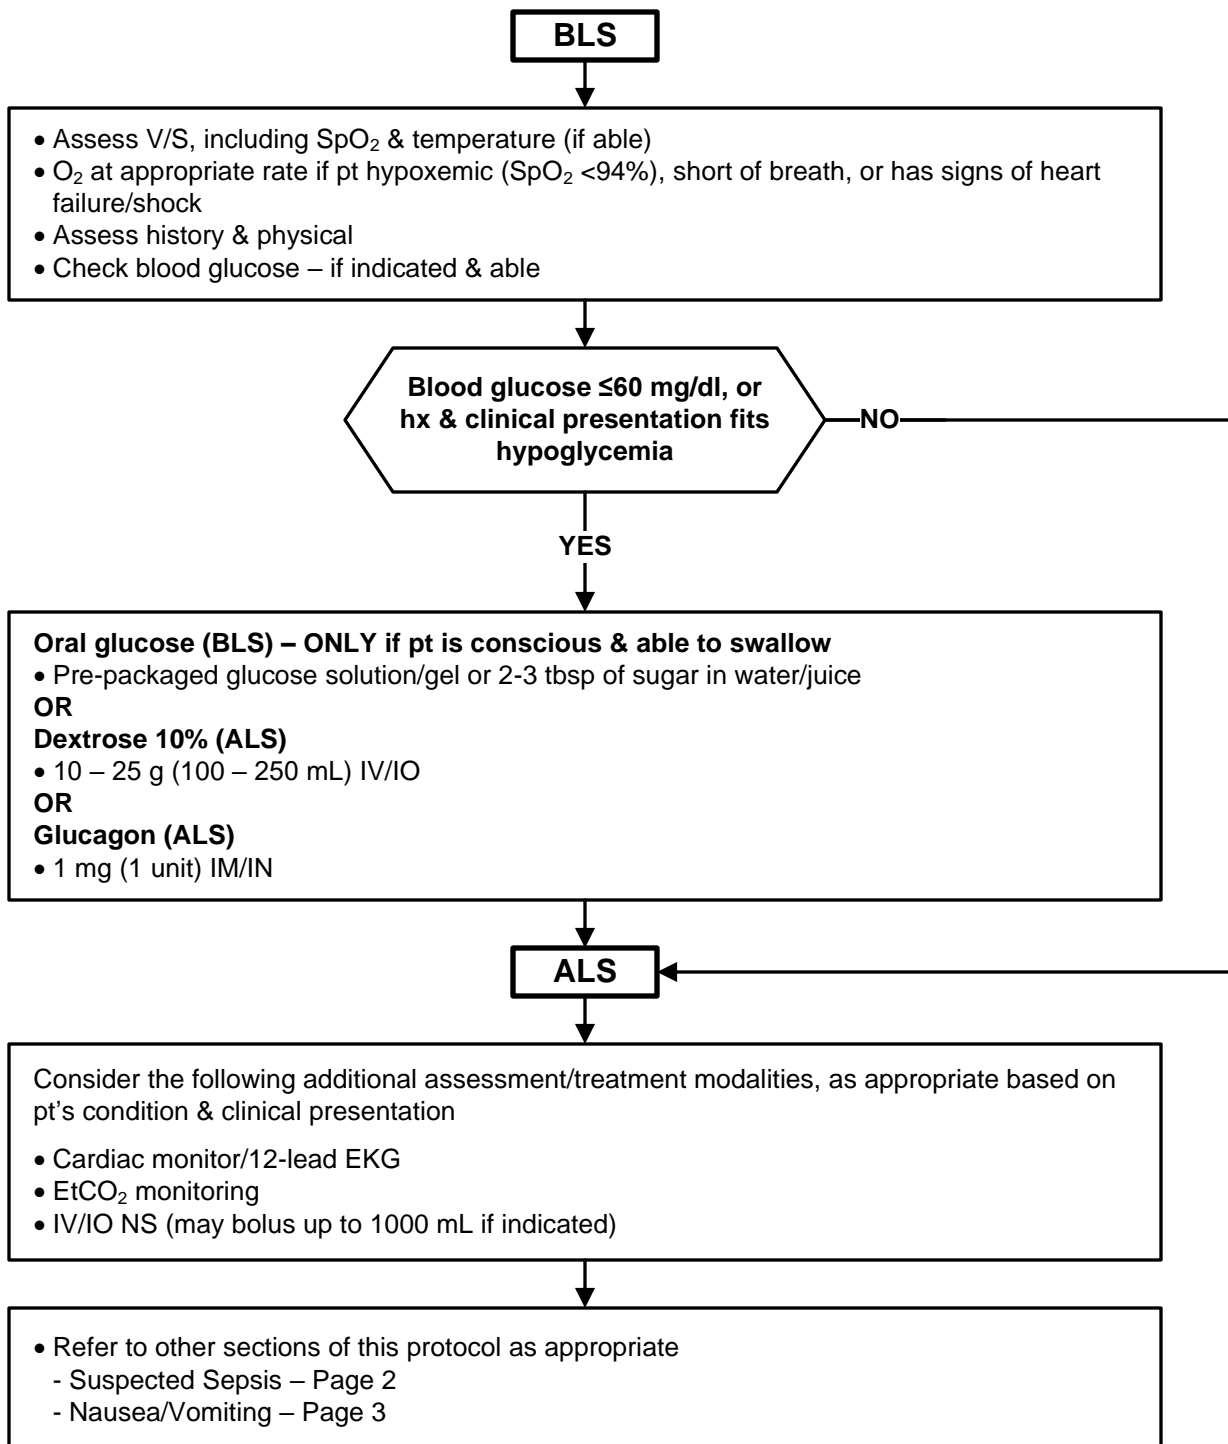 BLS
• Assess V/S, including SpO₂ & temperature (if able)
• O₂ at appropriate rate if pt hypoxemic (SpO₂ <94%), short of breath, or has signs of heart
failure/shock
• Assess history & physical
• Check blood glucose – if indicated & able
Blood glucose ≤60 mg/dl, or
hx & clinical presentation fits
hypoglycemia
NO
YES
Oral glucose (BLS) – ONLY if pt is conscious & able to swallow
• Pre-packaged glucose solution/gel or 2-3 tbsp of sugar in water/juice
OR
Dextrose 10% (ALS)
• 10 – 25 g (100 – 250 mL) IV/IO
OR
Glucagon (ALS)
• 1 mg (1 unit) IM/IN
ALS
Consider the following additional assessment/treatment modalities, as appropriate based on
pt’s condition & clinical presentation
• Cardiac monitor/12-lead EKG
• EtCO₂ monitoring
• IV/IO NS (may bolus up to 1000 mL if indicated)
• Refer to other sections of this protocol as appropriate
- Suspected Sepsis – Page 2
- Nausea/Vomiting – Page 3